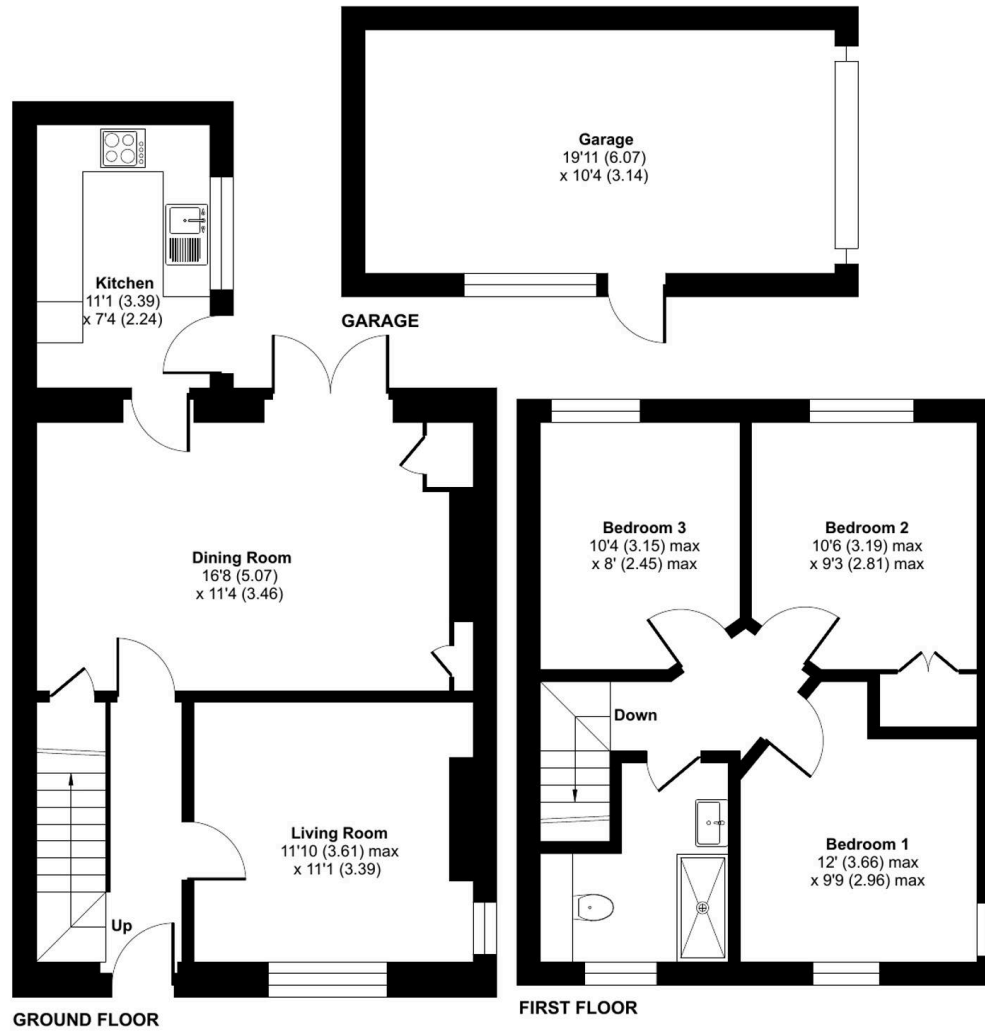 Garage
19'11 (6.07)
x 10'4 (3.14)
Kitchen
11'1 (3.39)
x 7'4 (2.24)
GARAGE
Dining Room
16'8 (5.07)
x 11'4 (3.46)
Living Room
11'10 (3.61) max
x 11'1 (3.39)
Up
GROUND FLOOR
Bedroom 3
10'4 (3.15) max
x 8' (2.45) max
Bedroom 2
10'6 (3.19) max
x 9'3 (2.81) max
Down
Bedroom 1
12' (3.66) max
x 9'9 (2.96) max
FIRST FLOOR